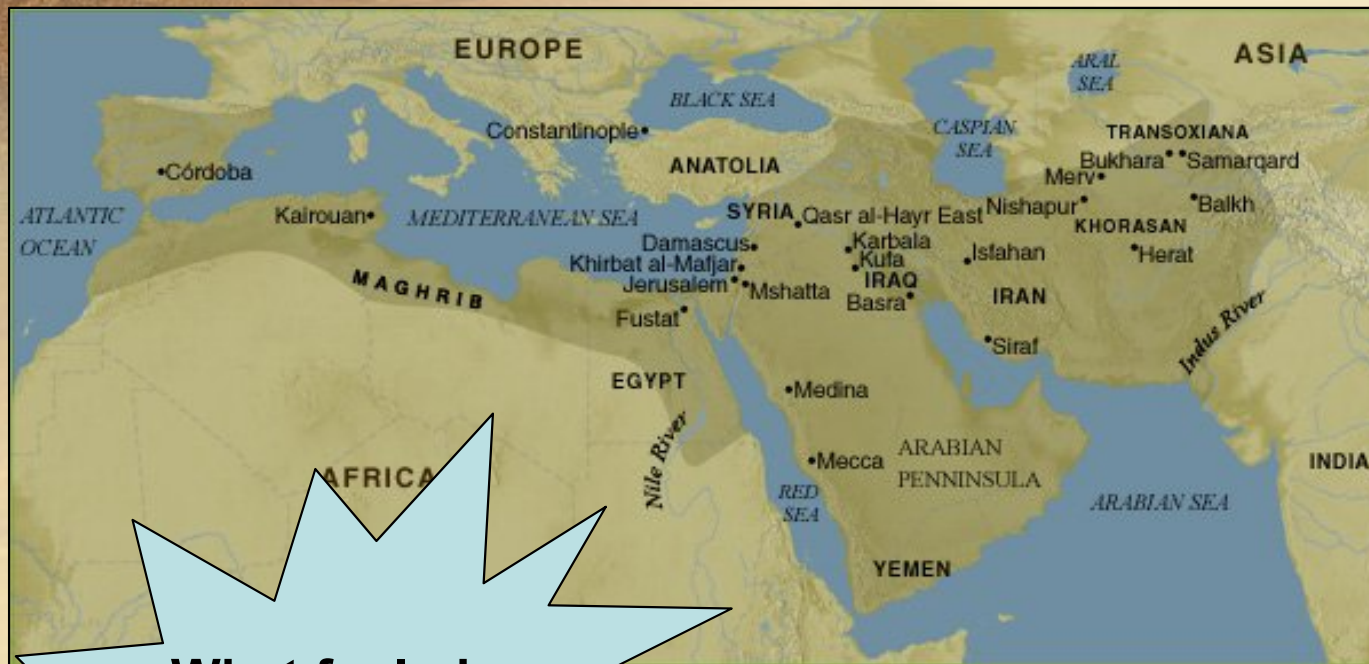 EUROPE
ASIA
ARAL
SEA
BLACK SEA
Constantinople
CASPIAN
SEA
TRANSOXIANA
ANATOLIA
Bukhara
Samarqard
Córdoba
Merv
ATLANTIC
OCEAN
Kairouan
MEDITERRANEAN SEA
SYRIA
Qasr al-Hayr East
Nishapur
Balkh
KHORASAN
Damascus
Karbala
Isfahan
Herat
Khirbat al-Mafjar
Kufa
MAGHRIB
Jerusalem
Mshatta
IRAQ
IRAN
Basra
Indus River
Fustat
Siraf
EGYPT
Medina
Nile River
ARABIAN
PENNINSULA
Mecca
AFRICA
INDIA
RED
SEA
ARABIAN SEA
YEMEN
What